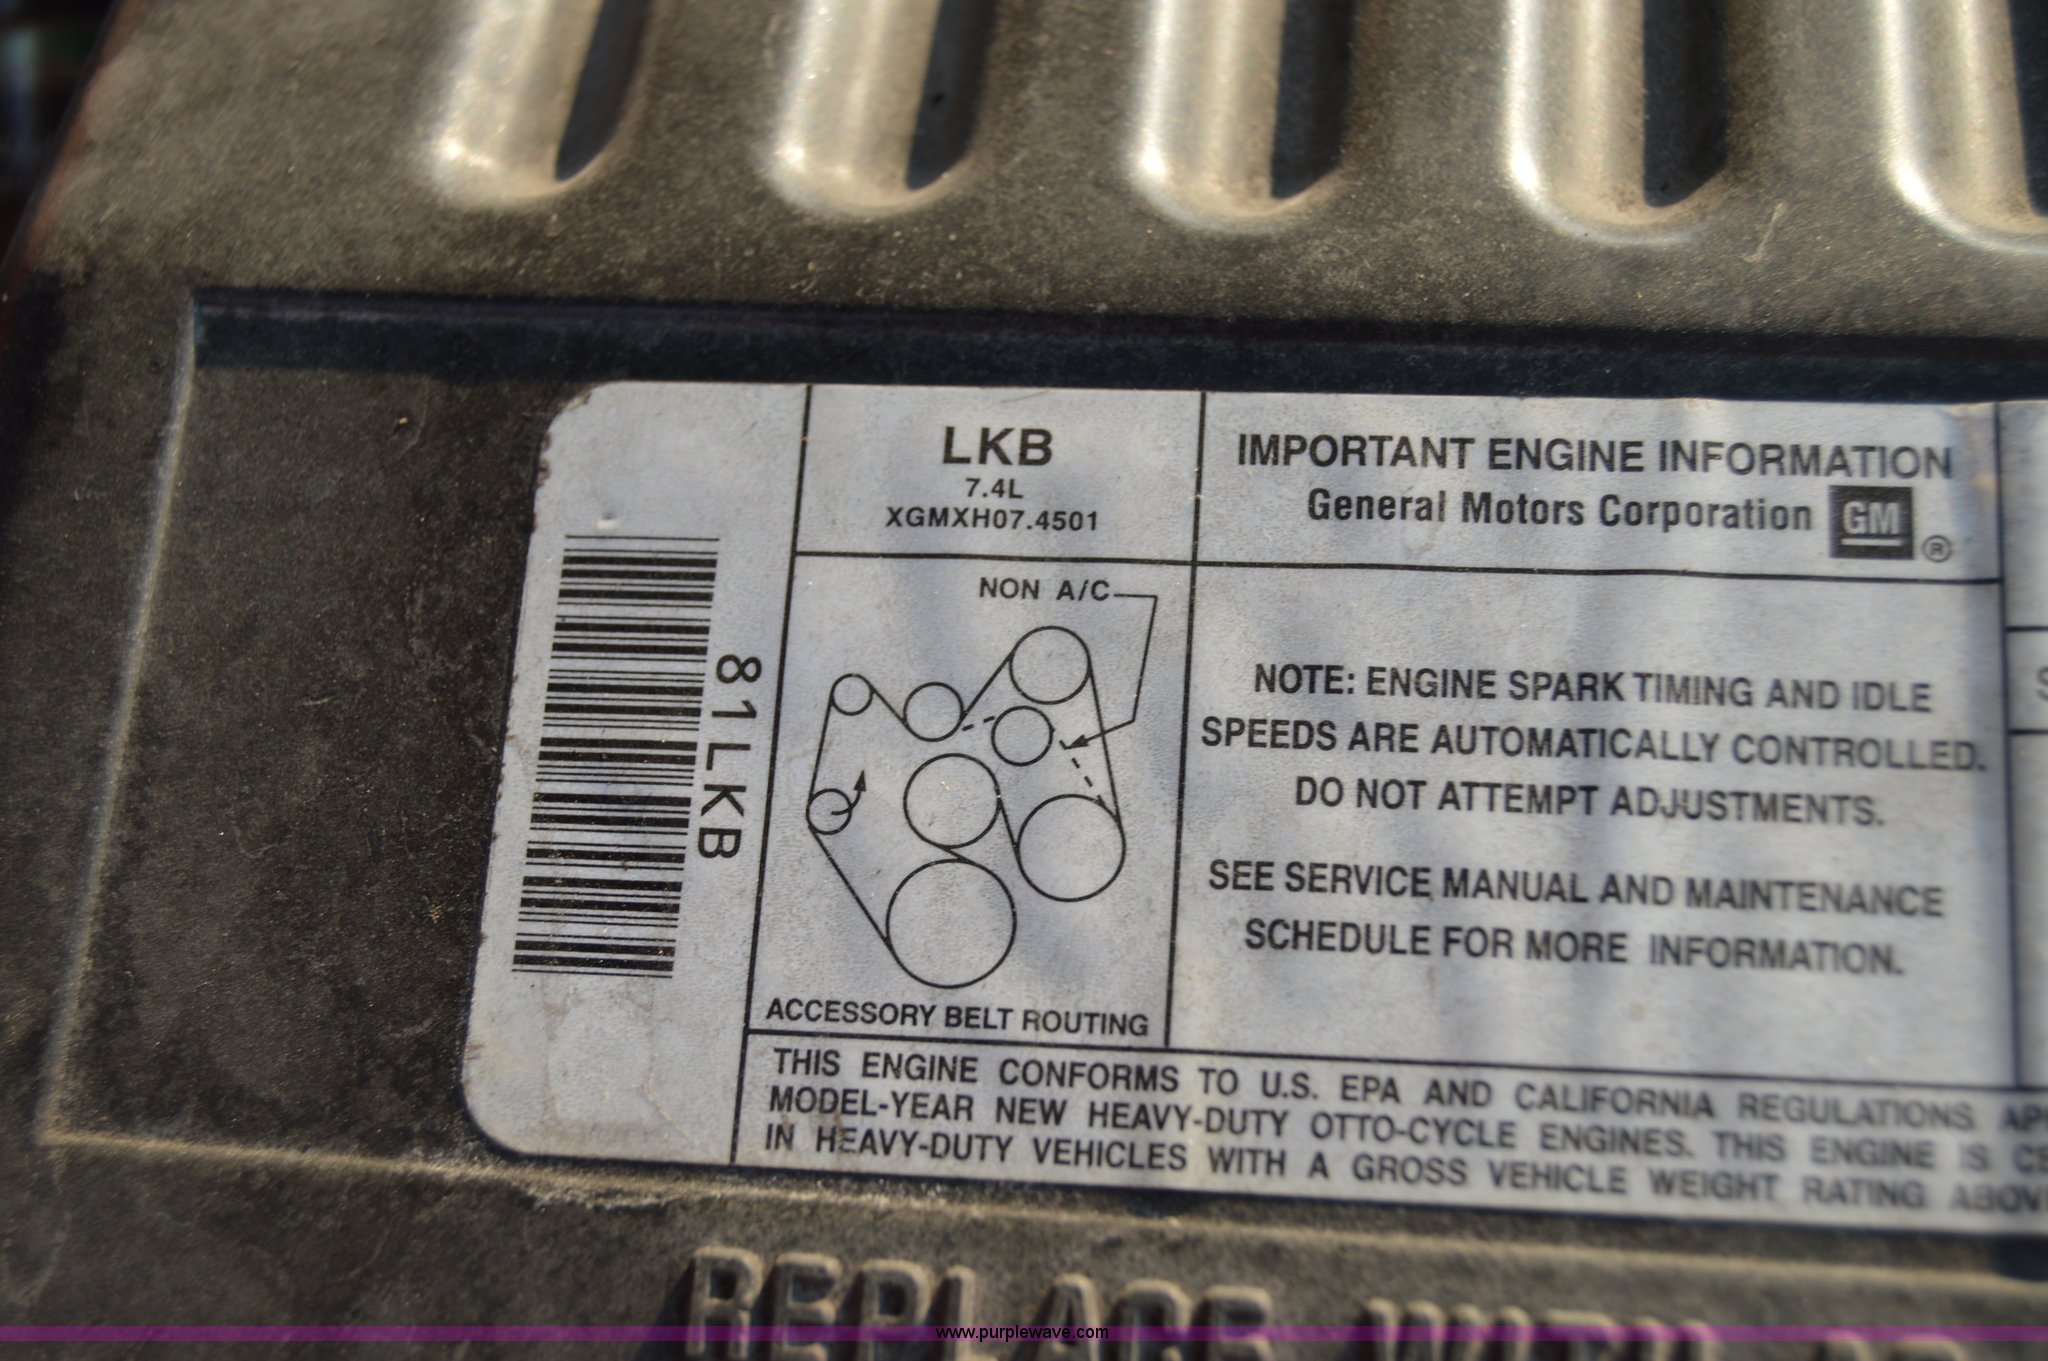 LKB
7.4L
XGMXH07.4501
IMPORTANT ENGINE INFORMATION
General Motors Corporation GM ®
81LKB
NON A/C
NOTE: ENGINE SPARK TIMING AND IDLE
SPEEDS ARE AUTOMATICALLY CONTROLLED.
DO NOT ATTEMPT ADJUSTMENTS.
SEE SERVICE MANUAL AND MAINTENANCE
SCHEDULE FOR MORE INFORMATION.
ACCESSORY BELT ROUTING
THIS ENGINE CONFORMS TO U.S. EPA AND CALIFORNIA REGULATIONS
MODEL-YEAR NEW HEAVY-DUTY OTTO-CYCLE ENGINES. THIS ENGINE IS
IN HEAVY-DUTY VEHICLES WITH A GROSS VEHICLE WEIGHT RATING
REPLACE
www.purplewave.com